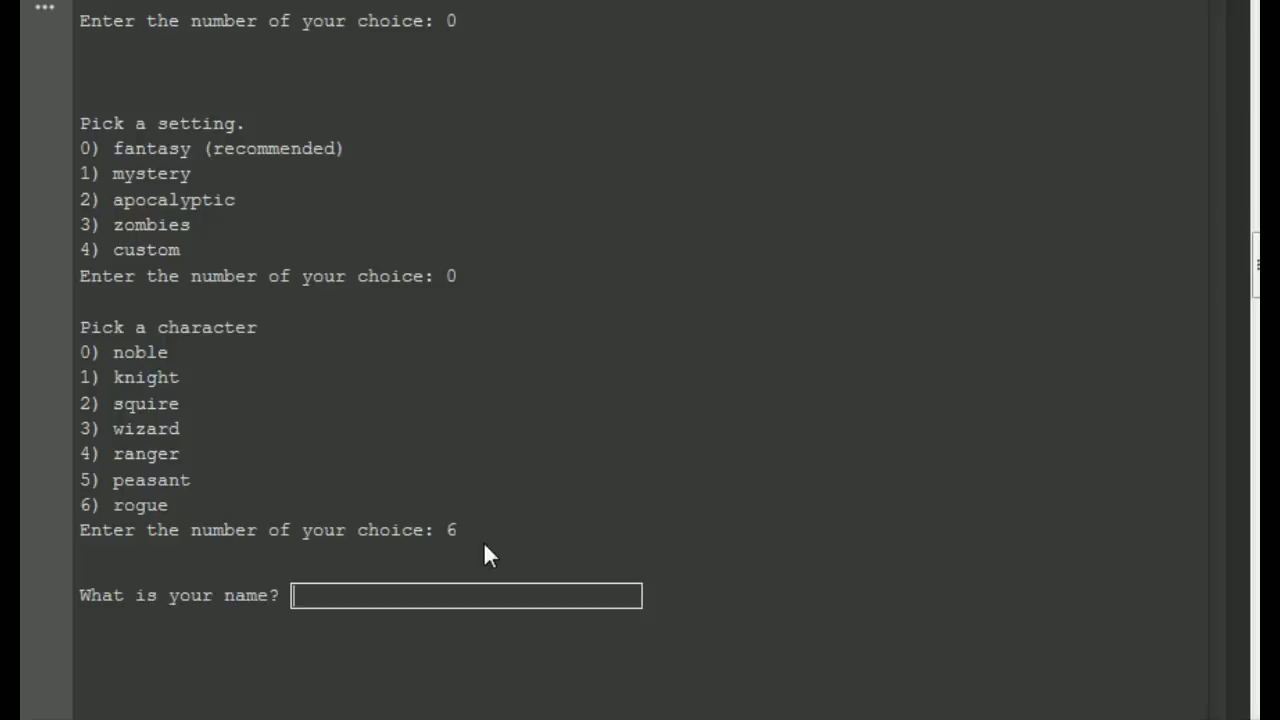 Enter the number of your choice: 0
Pick a setting.
0) fantasy (recommended)
1) mystery
2) apocalyptic
3) zombies
4) custom
Enter the number of your choice: 0
Pick a character
0) noble
1) knight
2) squire
3) wizard
4) ranger
5) peasant
6) rogue
Enter the number of your choice: 6
What is your name?